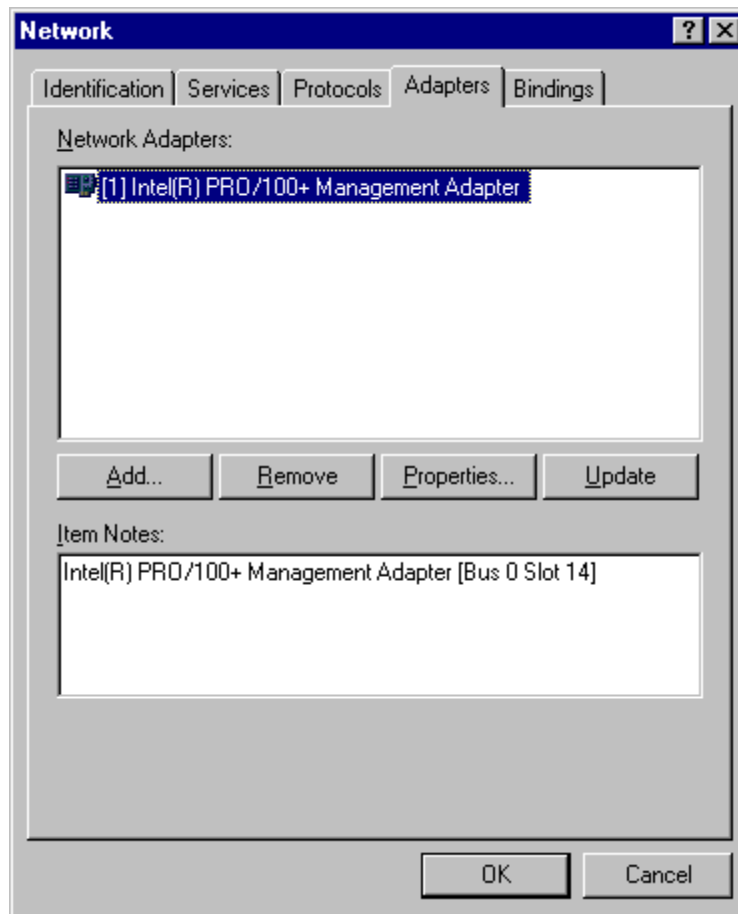 Network
Identification Services Protocols Adapters Bindings
Network Adapters:
[1] Intel(R) PRO/100+ Management Adapter
Add... Remove Properties... Update
Item Notes:
Intel(R) PRO/100+ Management Adapter [Bus 0 Slot 14]
OK Cancel